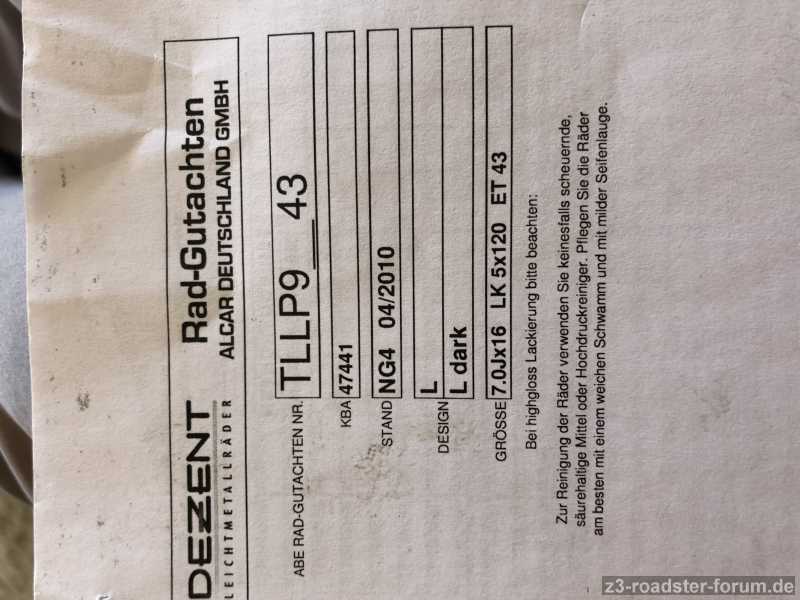 DEZENT Rad-Gutachten
LEICHTMETALLRÄDER ALCAR DEUTSCHLAND GMBH
ABE RAD-GUTACHTEN NR. TLLP9__43
KBA 47441
STAND NG4 04/2010
DESIGN L
L dark
GRÖSSE 7.0Jx16 LK 5x120 ET 43
Bei highgloss Lackierung bitte beachten:
Zur Reinigung der Räder verwenden Sie keinesfalls scheuernde,
säurehaltige Mittel oder Hochdruckreiniger. Pflegen Sie die Räder
am besten mit einem weichen Schwamm und mit milder Seifenlauge.
z3-roadster-forum.de